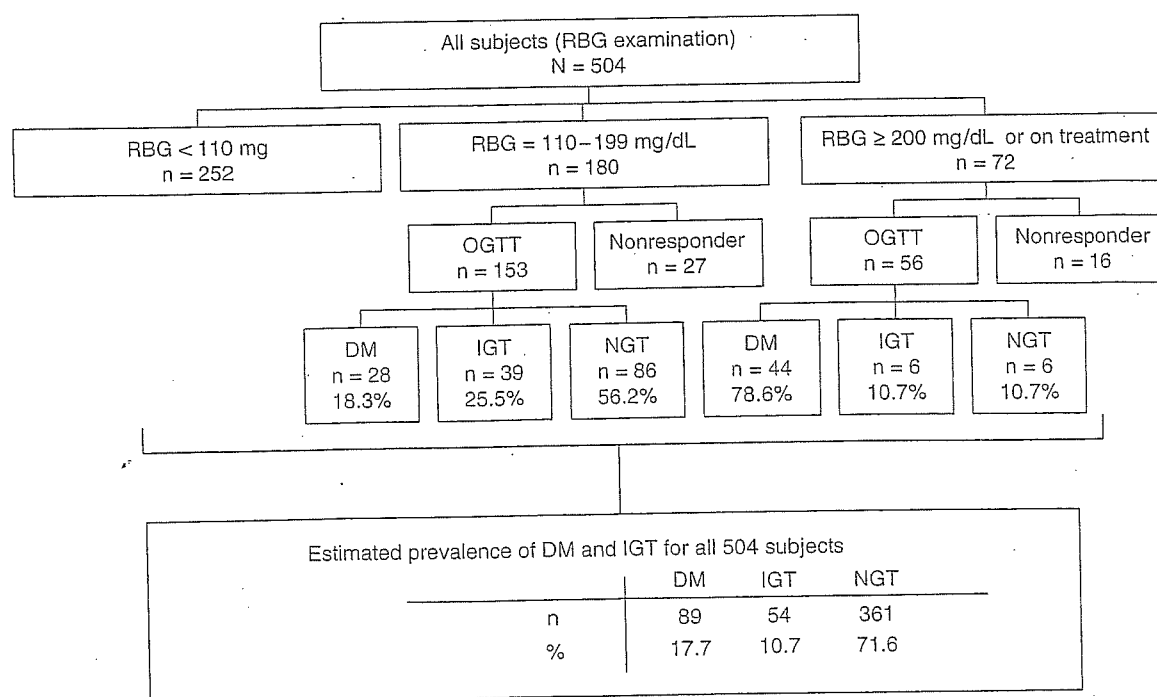 All subjects (RBG examination)
N = 504
RBG < 110 mg
n = 252
RBG = 110–199 mg/dL
n = 180
RBG ≥ 200 mg/dL or on treatment
n = 72
OGTT
n = 153
Nonresponder
n = 27
OGTT
n = 56
Nonresponder
n = 16
DM
n = 28
18.3%
IGT
n = 39
25.5%
NGT
n = 86
56.2%
DM
n = 44
78.6%
IGT
n = 6
10.7%
NGT
n = 6
10.7%
Estimated prevalence of DM and IGT for all 504 subjects
DM IGT NGT
n 89 54 361
% 17.7 10.7 71.6